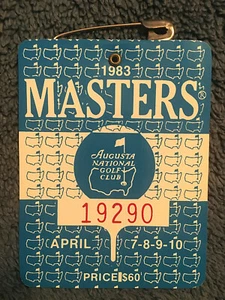 1983
MASTERS®
AUGUSTA
NATIONAL
GOLF
CLUB
19290
APRIL 7-8-9-10
PRICE $60